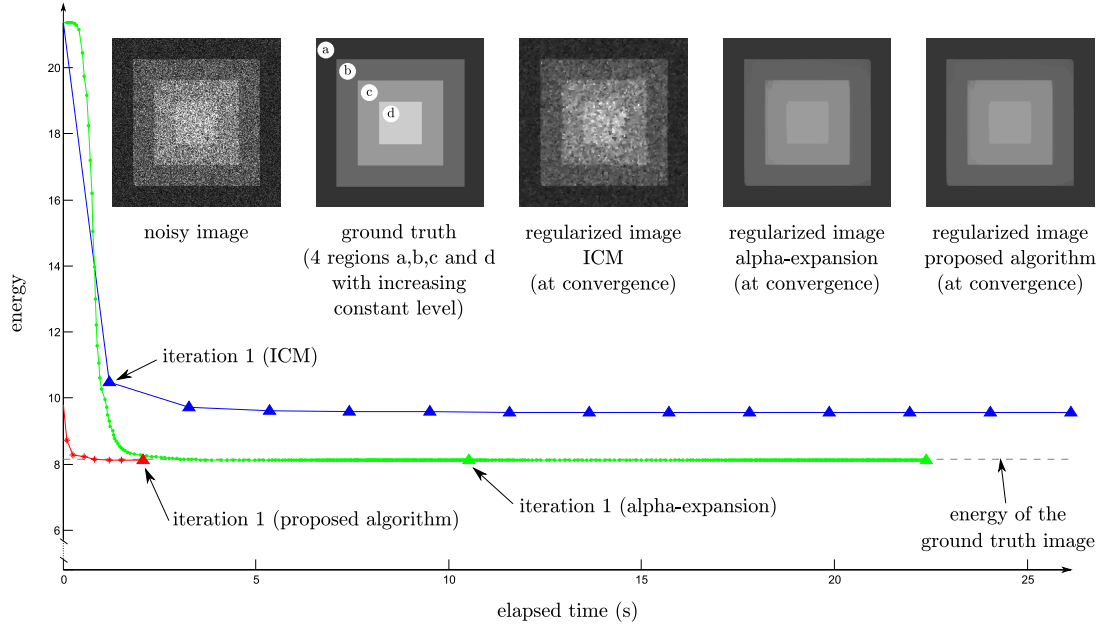 energy
20
18
16
14
12
10
8
6
a
b
c
d
noisy image
ground truth
(4 regions a,b,c and d
with increasing
constant level)
regularized image
ICM
(at convergence)
regularized image
alpha-expansion
(at convergence)
regularized image
proposed algorithm
(at convergence)
iteration 1 (ICM)
iteration 1 (proposed algorithm)
iteration 1 (alpha-expansion)
energy of the
ground truth image
0 5 10 15 20 25
elapsed time (s)